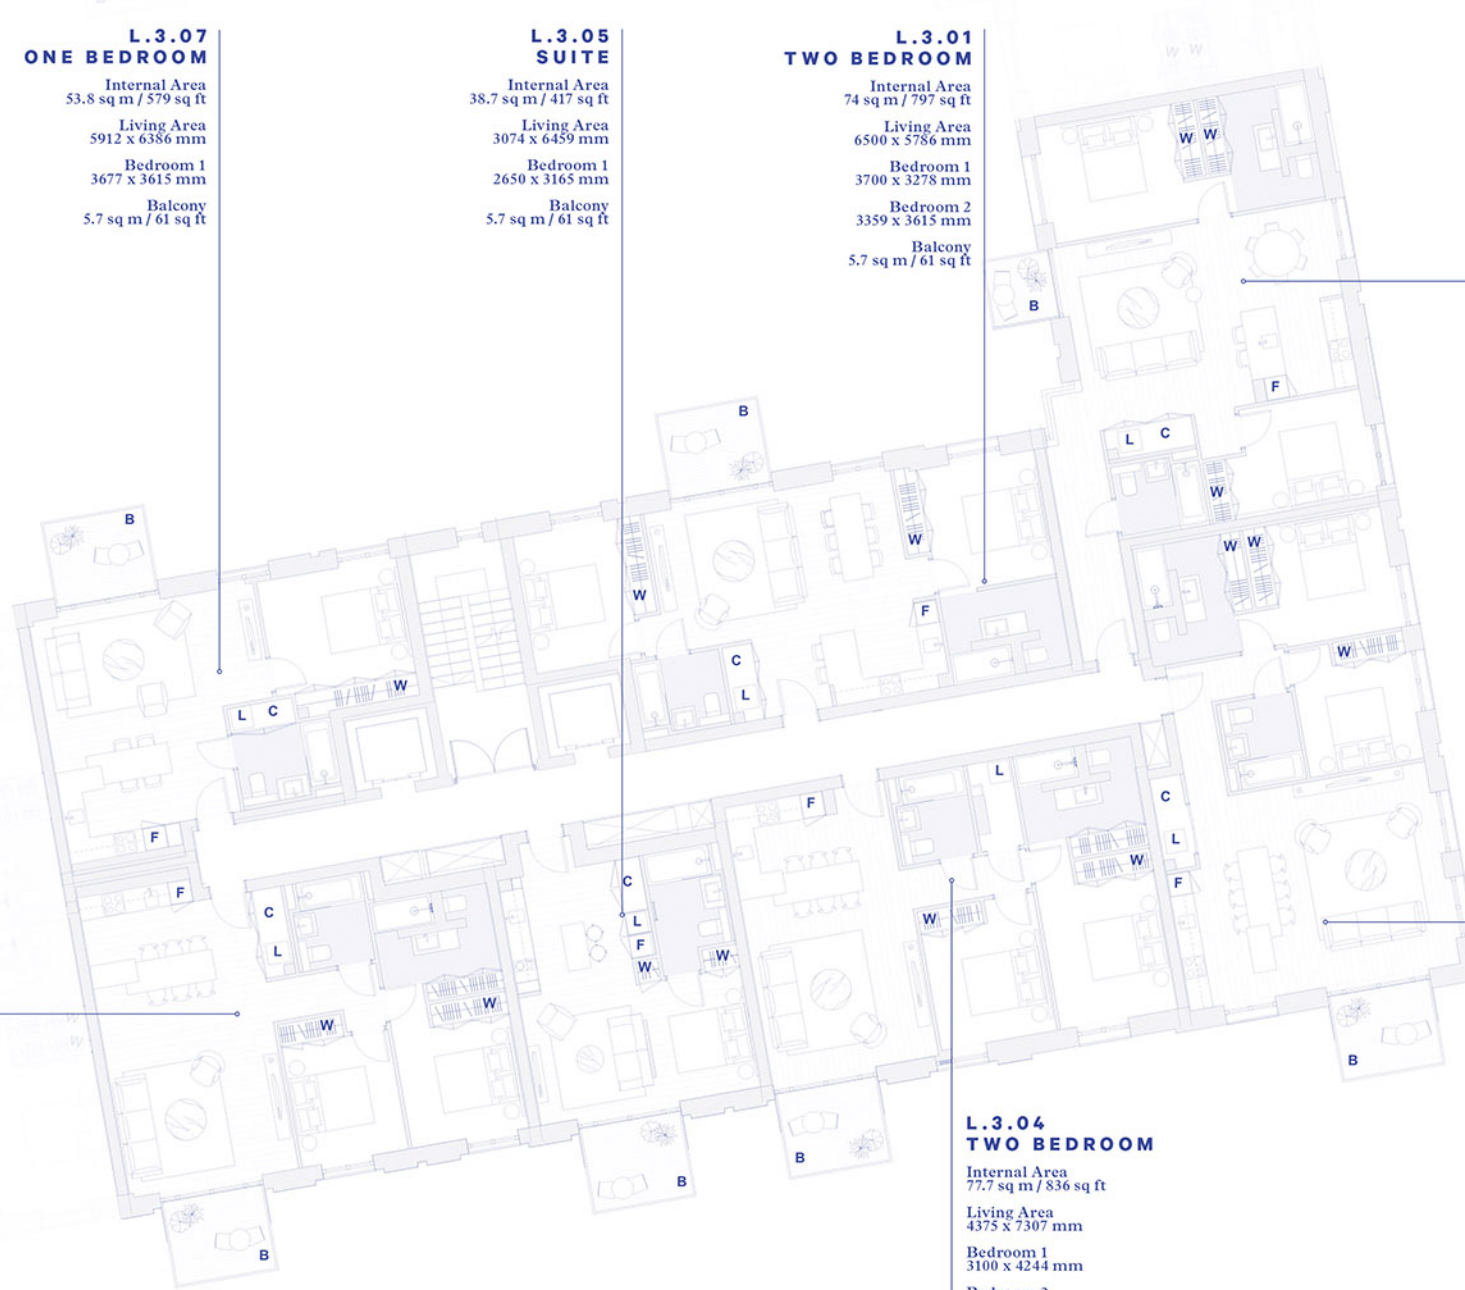 L.3.07
ONE BEDROOM
Internal Area
53.8 sq m / 579 sq ft
Living Area
5912 x 6386 mm
Bedroom 1
3677 x 3615 mm
Balcony
5.7 sq m / 61 sq ft
L.3.05
SUITE
Internal Area
38.7 sq m / 417 sq ft
Living Area
3074 x 6459 mm
Bedroom 1
2650 x 3165 mm
Balcony
5.7 sq m / 61 sq ft
L.3.01
TWO BEDROOM
Internal Area
74 sq m / 797 sq ft
Living Area
6500 x 5786 mm
Bedroom 1
3700 x 3278 mm
Bedroom 2
3359 x 3615 mm
Balcony
5.7 sq m / 61 sq ft
W W
W W
B
F
L C
W
B
W
W W
W
B
W
F
C
L
W
L C
F
F
C
L
W
W
B
C
L
F
W
W
B
F
L
W
W
B
C
L
F
B
W
W
L.3.04
TWO BEDROOM
Internal Area
77.7 sq m / 836 sq ft
Living Area
4375 x 7307 mm
Bedroom 1
3100 x 4244 mm